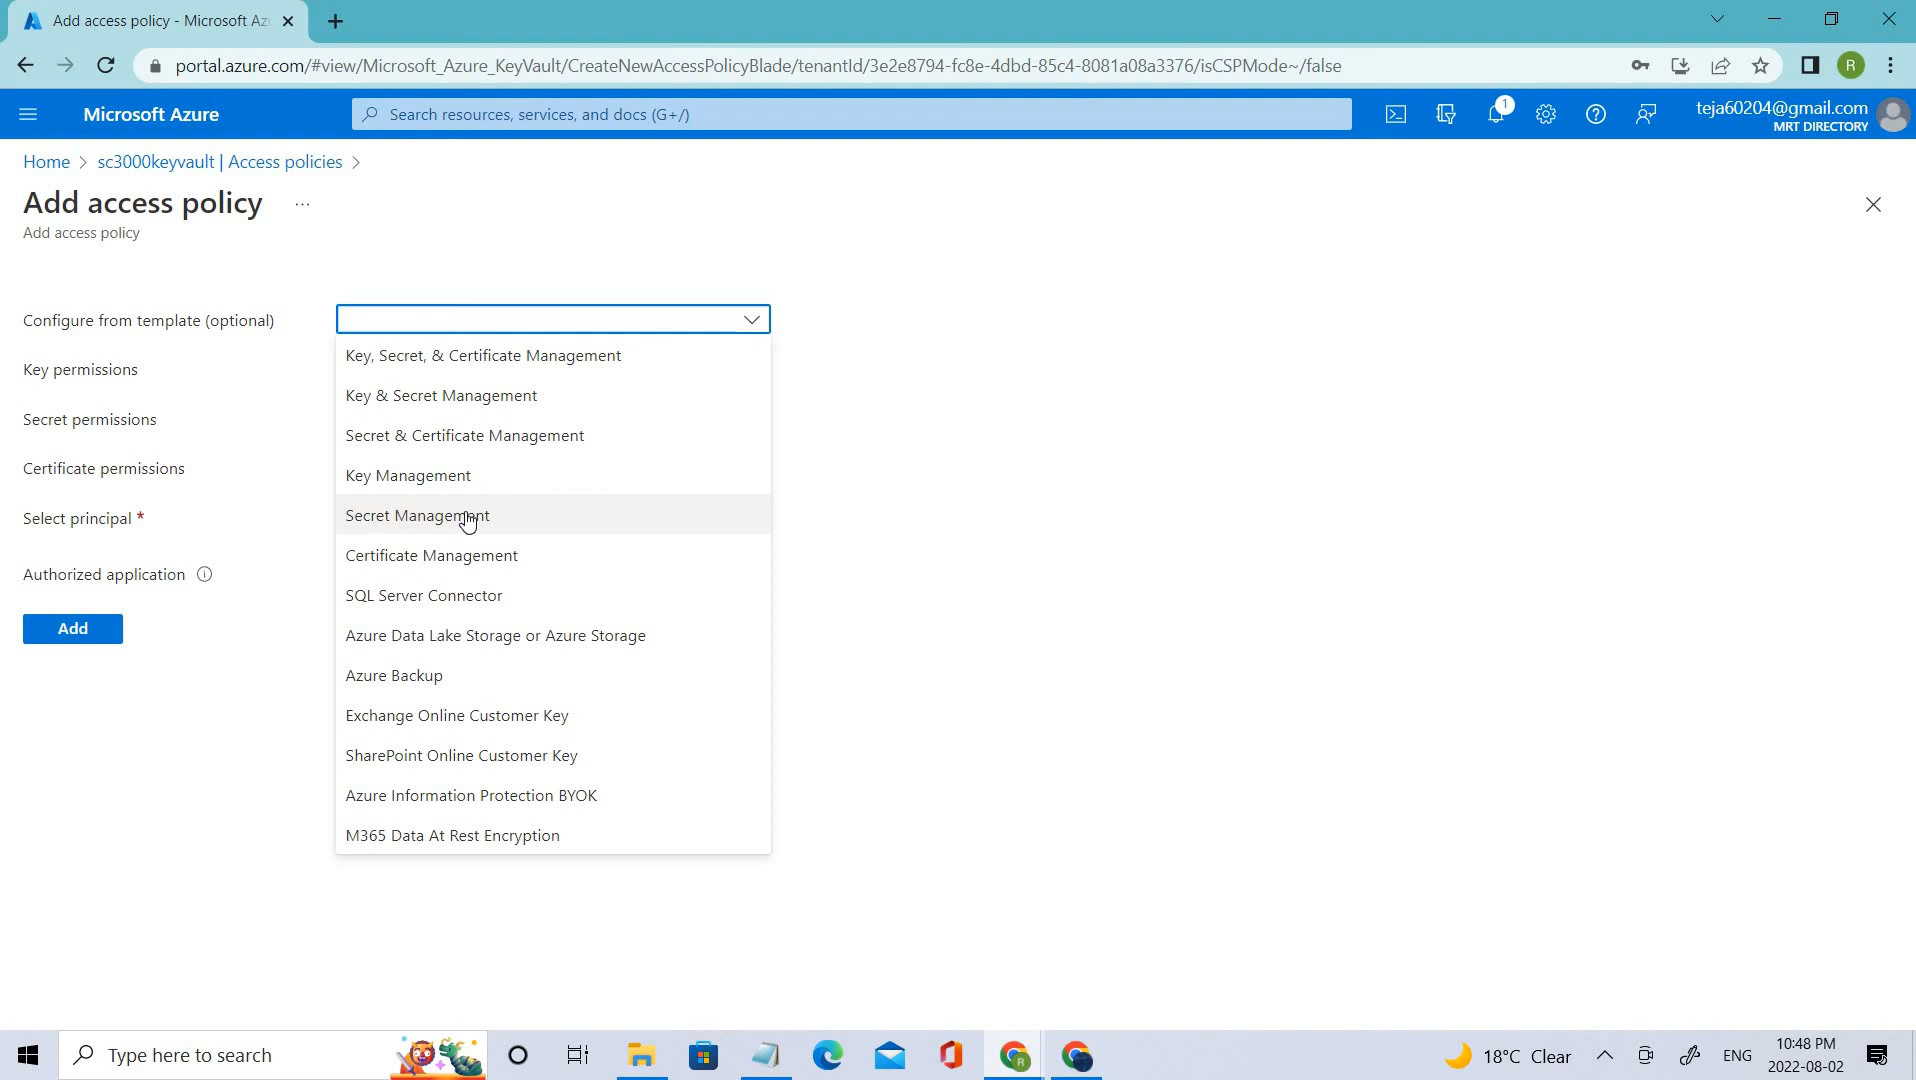 Add access policy - Microsoft Az
portal.azure.com/#view/Microsoft_Azure_KeyVault/CreateNewAccessPolicyBlade/tenantId/3e2e8794-fc8e-4dbd-85c4-8081a08a3376/isCSPMode~/false
R
Microsoft Azure
Search resources, services, and docs (G+/)
1
teja60204@gmail.com
MRT DIRECTORY
Home > sc3000keyvault | Access policies >
Add access policy ...
Add access policy
Configure from template (optional)
Key, Secret, & Certificate Management
Key permissions
Key & Secret Management
Secret permissions
Secret & Certificate Management
Certificate permissions
Key Management
Select principal *
Secret Management
Certificate Management
Authorized application
SQL Server Connector
Add
Azure Data Lake Storage or Azure Storage
Azure Backup
Exchange Online Customer Key
SharePoint Online Customer Key
Azure Information Protection BYOK
M365 Data At Rest Encryption
Type here to search
18°C Clear
ENG
10:48 PM
2022-08-02